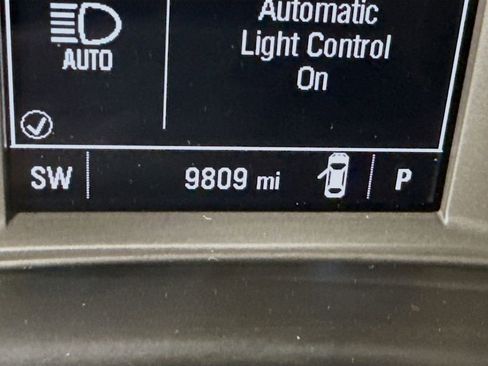 Automatic
Light Control
On
AUTO
SW 9809 mi P